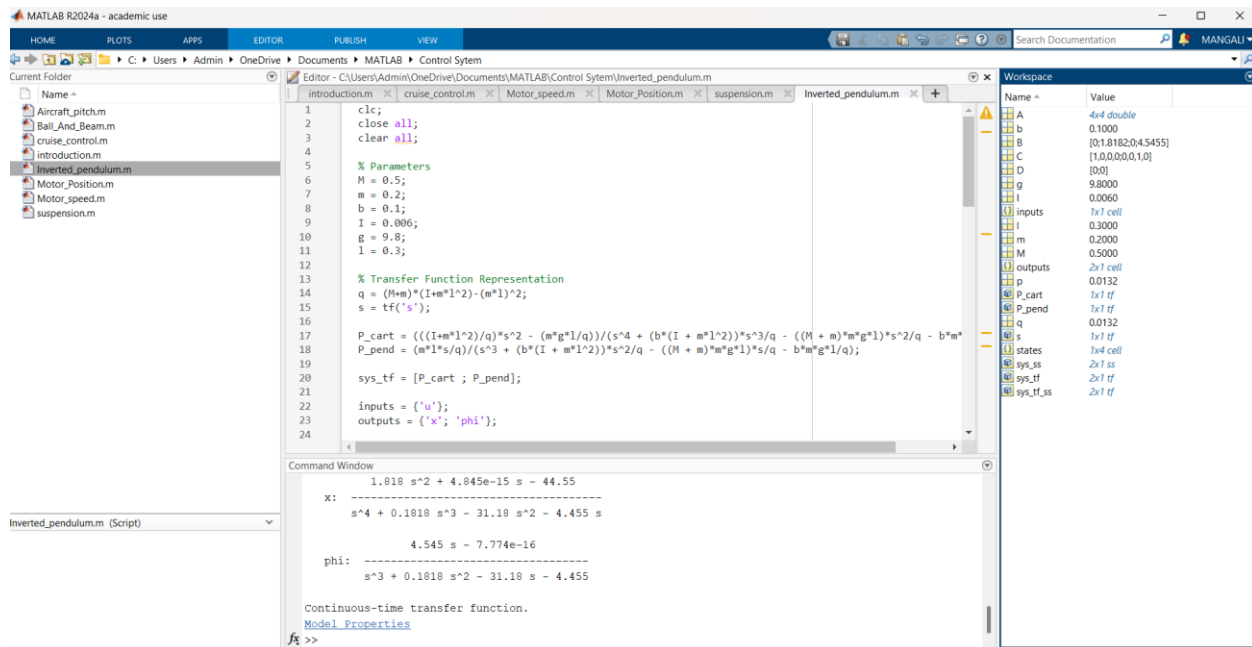 MATLAB R2024a - academic use
HOME PLOTS APPS EDITOR PUBLISH VIEW Search Documentation MANGALI
C: Users Admin OneDrive Documents MATLAB Control Sytem
Current Folder
Name
Aircraft_pitch.m
Ball_And_Beam.m
cruise_control.m
introduction.m
Inverted_pendulum.m
Motor_Position.m
Motor_speed.m
suspension.m
Inverted_pendulum.m (Script)
Editor - C:\Users\Admin\OneDrive\Documents\MATLAB\Control Sytem\Inverted_pendulum.m
introduction.m cruise_control.m Motor_speed.m Motor_Position.m suspension.m Inverted_pendulum.m +
1 clc;
2 close all;
3 clear all;
4
5 % Parameters
6 M = 0.5;
7 m = 0.2;
8 b = 0.1;
9 I = 0.006;
10 g = 9.8;
11 l = 0.3;
12
13 % Transfer Function Representation
14 q = (M+m)*(I+m*l^2)-(m*l)^2;
15 s = tf('s');
16
17 P_cart = (((I+m*l^2)/q)*s^2 - (m*g*l/q))/(s^4 + (b*(I + m*l^2))*s^3/q - ((M + m)*m*g*l)*s^2/q - b*m*
18 P_pend = (m*l*s/q)/(s^3 + (b*(I + m*l^2))*s^2/q - ((M + m)*m*g*l)*s/q - b*m*g*l/q);
19
20 sys_tf = [P_cart ; P_pend];
21
22 inputs = {'u'};
23 outputs = {'x'; 'phi'};
24
Command Window
1.818 s^2 + 4.845e-15 s - 44.55
x: --------------------------------------
s^4 + 0.1818 s^3 - 31.18 s^2 - 4.455 s
4.545 s - 7.774e-16
phi: ----------------------------------
s^3 + 0.1818 s^2 - 31.18 s - 4.455
Continuous-time transfer function.
Model Properties
fx >>
Workspace
Name Value
A 4x4 double
b 0.1000
B [0;1.8182;0;4.5455]
C [1,0,0,0;0,0,1,0]
D [0;0]
g 9.8000
I 0.0060
inputs 1x1 cell
l 0.3000
m 0.2000
M 0.5000
outputs 2x1 cell
p 0.0132
P_cart 1x1 tf
P_pend 1x1 tf
q 0.0132
s 1x1 tf
states 1x4 cell
sys_ss 2x1 ss
sys_tf 2x1 tf
sys_tf_ss 2x1 tf